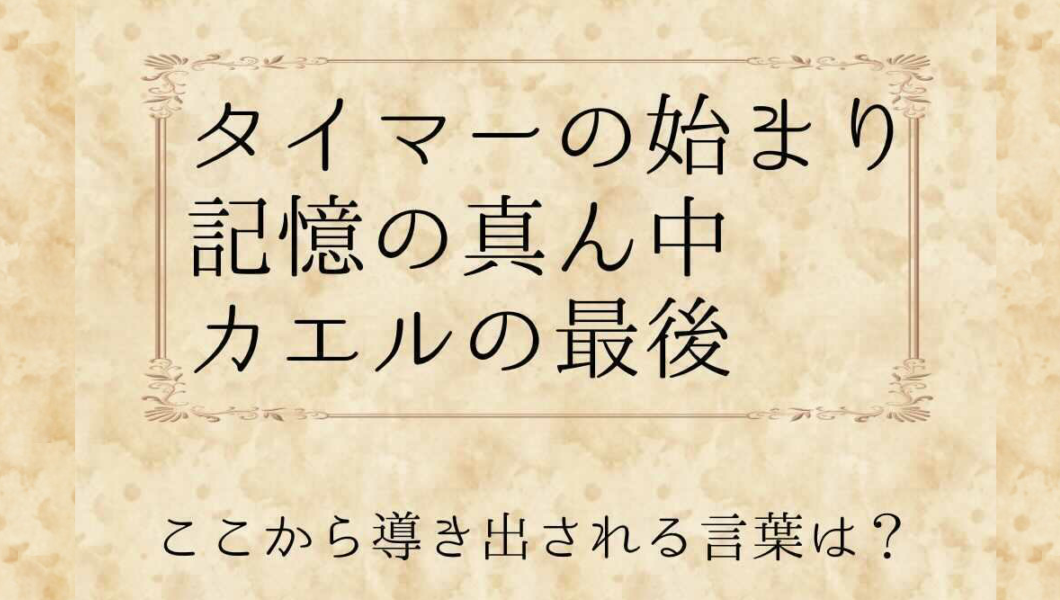 タイマーの始まり
記憶の真ん中
カエルの最後
ここから導き出される言葉は？